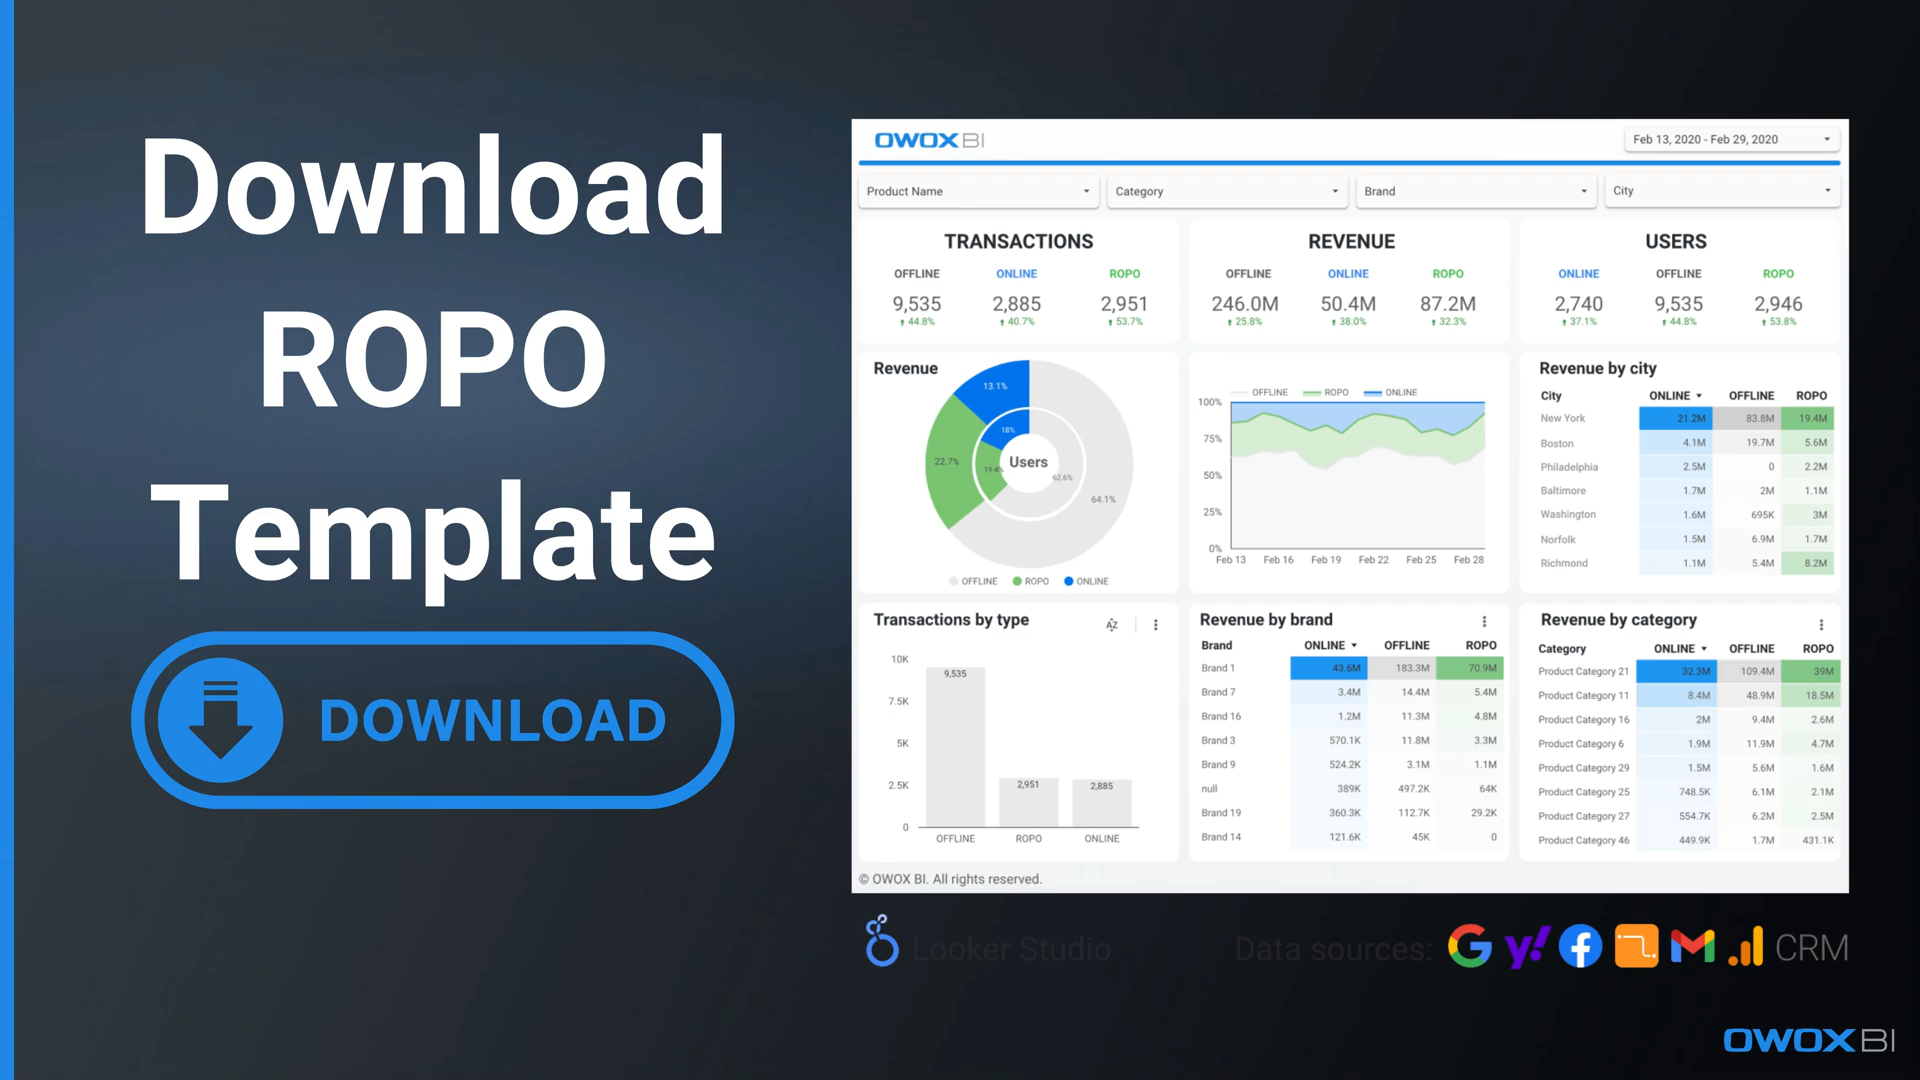 Download
ROPO
Template
DOWNLOAD
OWOX BI
Feb 13, 2020 - Feb 29, 2020
Product Name
Category
Brand
City
TRANSACTIONS
OFFLINE ONLINE ROPO
9,535 2,885 2,951
44.8% 40.7% 53.7%
REVENUE
OFFLINE ONLINE ROPO
246.0M 50.4M 87.2M
25.8% 38.0% 32.3%
USERS
ONLINE OFFLINE ROPO
2,740 9,535 2,946
37.1% 44.8% 53.8%
Revenue
13.1%
18%
22.7%
19.4%
Users
62.6%
64.1%
OFFLINE ROPO ONLINE
OFFLINE ROPO ONLINE
100%
75%
50%
25%
0%
Feb 13 Feb 16 Feb 19 Feb 22 Feb 25 Feb 28
Revenue by city
City ONLINE OFFLINE ROPO
New York 21.2M 83.8M 19.4M
Boston 4.1M 19.7M 5.6M
Philadelphia 2.5M 0 2.2M
Baltimore 1.7M 2M 1.1M
Washington 1.6M 695K 3M
Norfolk 1.5M 6.9M 1.7M
Richmond 1.1M 5.4M 8.2M
Transactions by type
AZ
10K
7.5K
5K
2.5K
0
9,535
2,951
2,885
OFFLINE ROPO ONLINE
Revenue by brand
Brand ONLINE OFFLINE ROPO
Brand 1 43.6M 183.3M 70.9M
Brand 7 3.4M 14.4M 5.4M
Brand 16 1.2M 11.3M 4.8M
Brand 3 570.1K 11.8M 3.3M
Brand 9 524.2K 3.1M 1.1M
null 389K 497.2K 64K
Brand 19 360.3K 112.7K 29.2K
Brand 14 121.6K 45K 0
Revenue by category
Category ONLINE OFFLINE ROPO
Product Category 21 32.3M 109.4M 39M
Product Category 11 8.4M 48.9M 18.5M
Product Category 16 2M 9.4M 2.6M
Product Category 6 1.9M 11.9M 4.7M
Product Category 29 1.5M 5.6M 1.6M
Product Category 25 748.5K 6.1M 2.1M
Product Category 27 554.7K 6.2M 2.5M
Product Category 46 449.9K 1.7M 431.1K
© OWOX BI. All rights reserved.
Looker Studio
Data sources: G y! f M CRM
OWOX BI